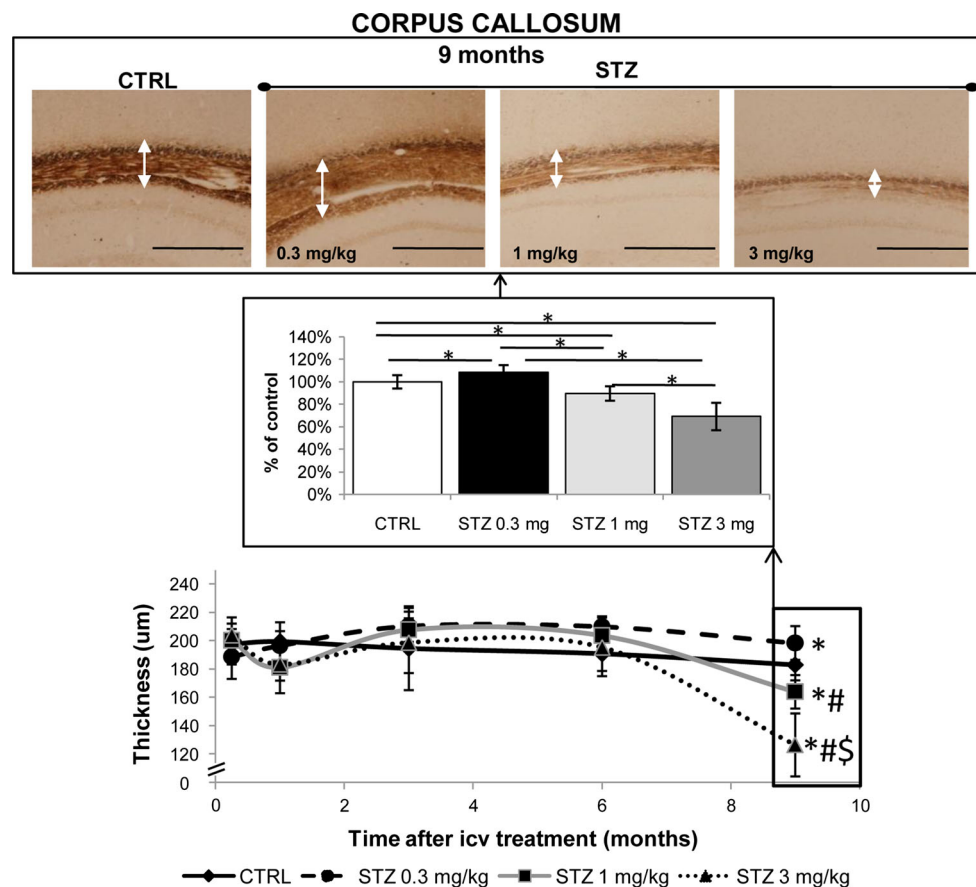 CORPUS CALLOSUM
9 months
CTRL
STZ
0.3 mg/kg
1 mg/kg
3 mg/kg
* * * * * *
% of control
140%
120%
100%
80%
60%
40%
20%
0%
CTRL STZ 0.3 mg STZ 1 mg STZ 3 mg
Thickness (um)
240
220
200
180
160
140
120
0
*
*#
*#$
0 2 4 6 8 10
Time after icv treatment (months)
CTRL STZ 0.3 mg/kg STZ 1 mg/kg STZ 3 mg/kg